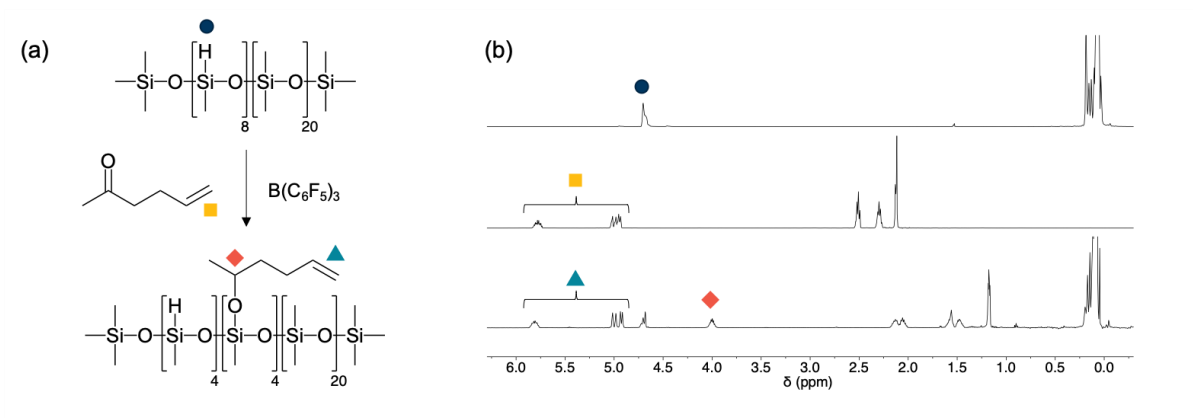 (a)
H
Si O Si O Si O Si
8 20
O
B(C₆F₅)₃
O
H
Si O Si O Si O Si O Si
4 4 20
(b)
6.0 5.5 5.0 4.5 4.0 3.5 3.0 2.5 2.0 1.5 1.0 0.5 0.0
δ (ppm)